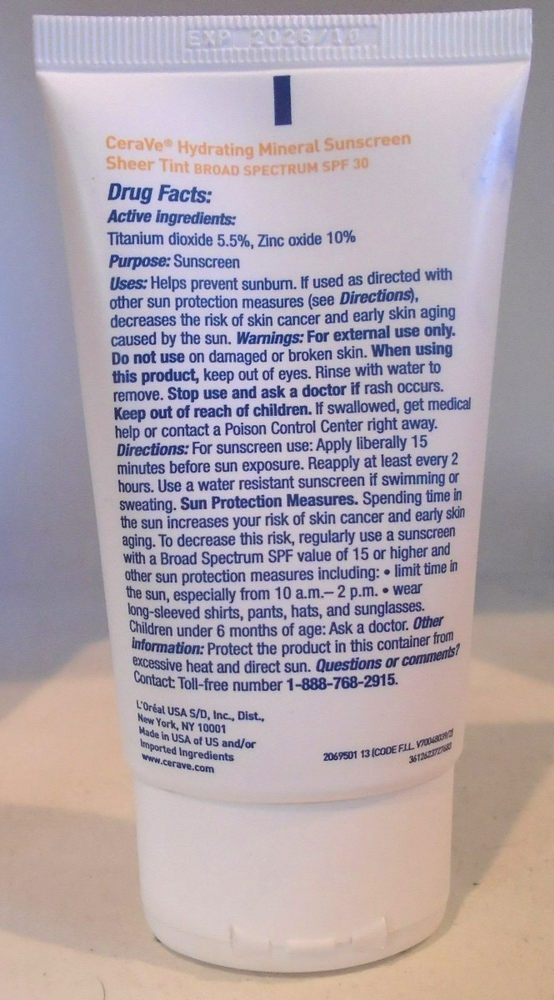 EXP 2026/10
CeraVe® Hydrating Mineral Sunscreen
Sheer Tint BROAD SPECTRUM SPF 30
Drug Facts:
Active ingredients:
Titanium dioxide 5.5%, Zinc oxide 10%
Purpose: Sunscreen
Uses: Helps prevent sunburn. If used as directed with
other sun protection measures (see Directions),
decreases the risk of skin cancer and early skin aging
caused by the sun. Warnings: For external use only.
Do not use on damaged or broken skin. When using
this product, keep out of eyes. Rinse with water to
remove. Stop use and ask a doctor if rash occurs.
Keep out of reach of children. If swallowed, get medical
help or contact a Poison Control Center right away.
Directions: For sunscreen use: Apply liberally 15
minutes before sun exposure. Reapply at least every 2
hours. Use a water resistant sunscreen if swimming or
sweating. Sun Protection Measures. Spending time in
the sun increases your risk of skin cancer and early skin
aging. To decrease this risk, regularly use a sunscreen
with a Broad Spectrum SPF value of 15 or higher and
other sun protection measures including: • limit time in
the sun, especially from 10 a.m.– 2 p.m. • wear
long-sleeved shirts, pants, hats, and sunglasses.
Children under 6 months of age: Ask a doctor. Other
information: Protect the product in this container from
excessive heat and direct sun. Questions or comments?
Contact: Toll-free number 1-888-768-2915.
L'Oréal USA S/D, Inc., Dist.,
New York, NY 10001
Made in USA of US and/or
Imported Ingredients
www.cerave.com
2069501 13 (CODE F.I.L.